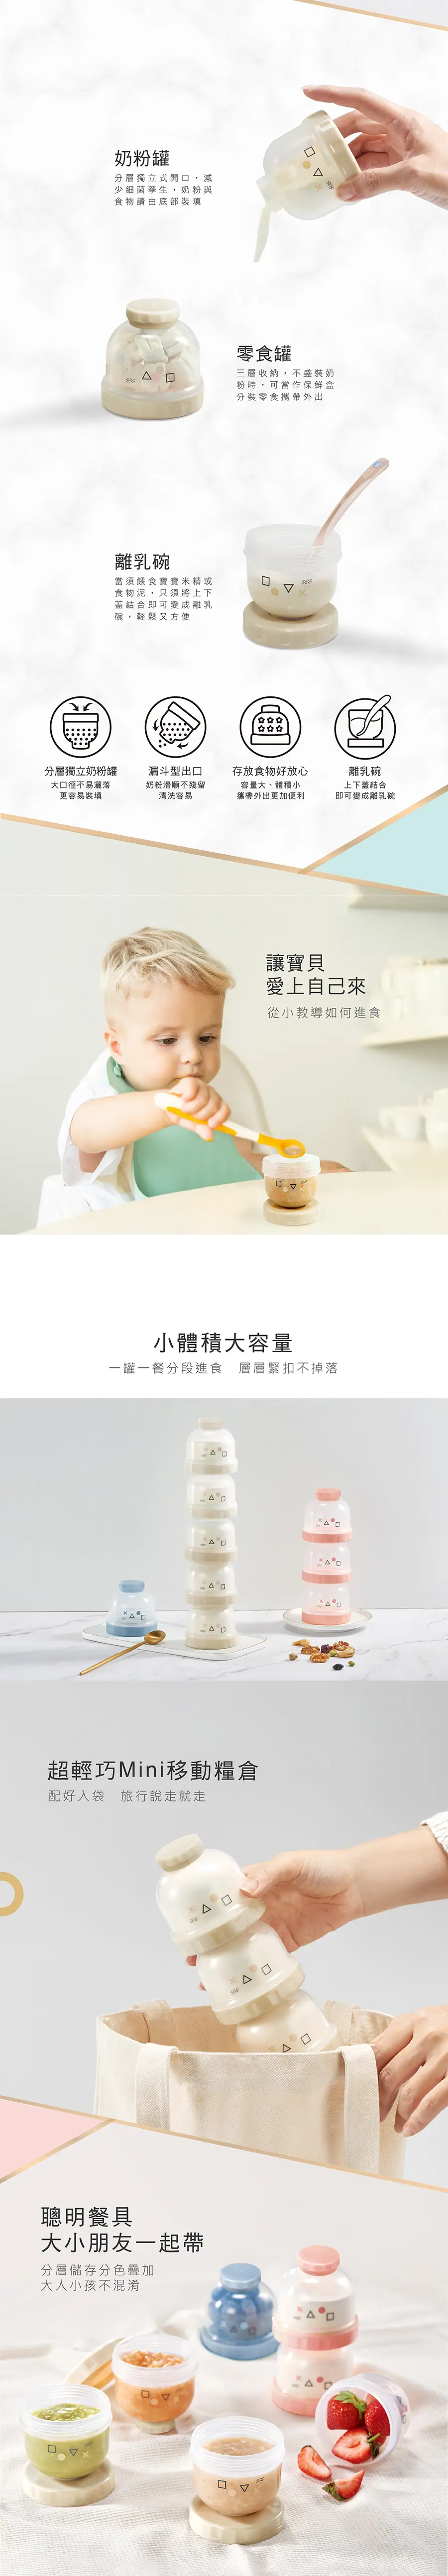 奶粉罐
分層獨立式開口，減
少細菌孳生，奶粉與
食物請由底部裝填
零食罐
三層收納，不盛裝奶
粉時，可當作保鮮盒
分裝零食攜帶外出
離乳碗
當須餵食寶寶米精或
食物泥，只須將上下
蓋結合即可變成離乳
碗，輕鬆又方便
分層獨立奶粉罐
大口徑不易灑落
更容易裝填
漏斗型出口
奶粉滑順不殘留
清洗容易
存放食物好放心
容量大、體積小
攜帶外出更加便利
離乳碗
上下蓋結合
即可變成離乳碗
讓寶貝
愛上自己來
從小教導如何進食
小體積大容量
一罐一餐分段進食 層層緊扣不掉落
超輕巧Mini移動糧倉
配好入袋 旅行說走就走
聰明餐具
大小朋友一起帶
分層儲存分色疊加
大人小孩不混淆